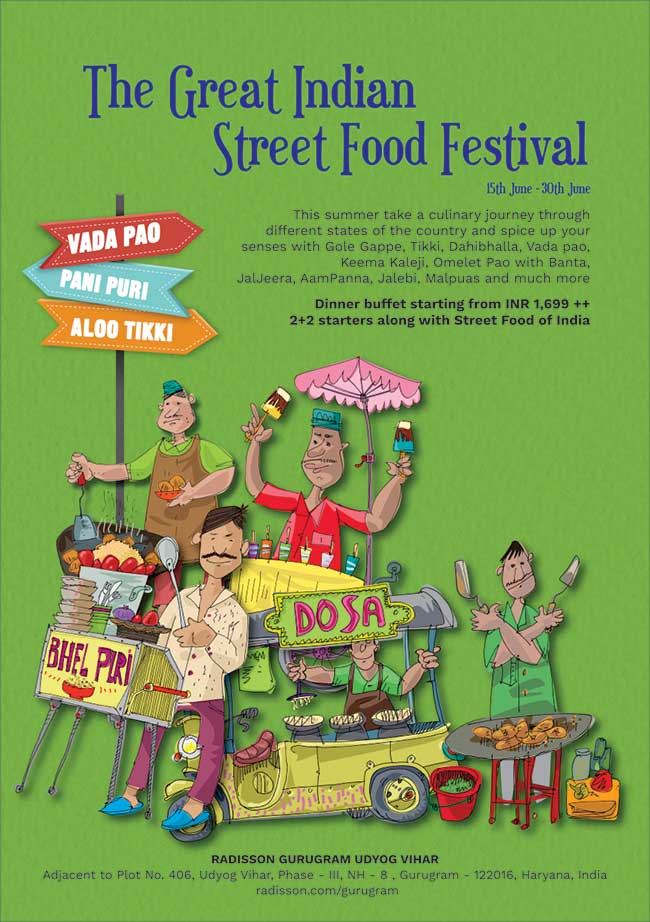 The Great Indian
Street Food Festival
15th June - 30th June
This summer take a culinary journey through
different states of the country and spice up your
senses with Gole Gappe, Tikki, Dahibhalla, Vada pao,
Keema Kaleji, Omelet Pao with Banta,
JalJeera, AamPanna, Jalebi, Malpuas and much more
Dinner buffet starting from INR 1,699 ++
2+2 starters along with Street Food of India
VADA PAO
PANI PURI
ALOO TIKKI
DOSA
BHEL PURI
RADISSON GURUGRAM UDYOG VIHAR
Adjacent to Plot No. 406, Udyog Vihar, Phase - III, NH - 8 , Gurugram - 122016, Haryana, India
radisson.com/gurugram